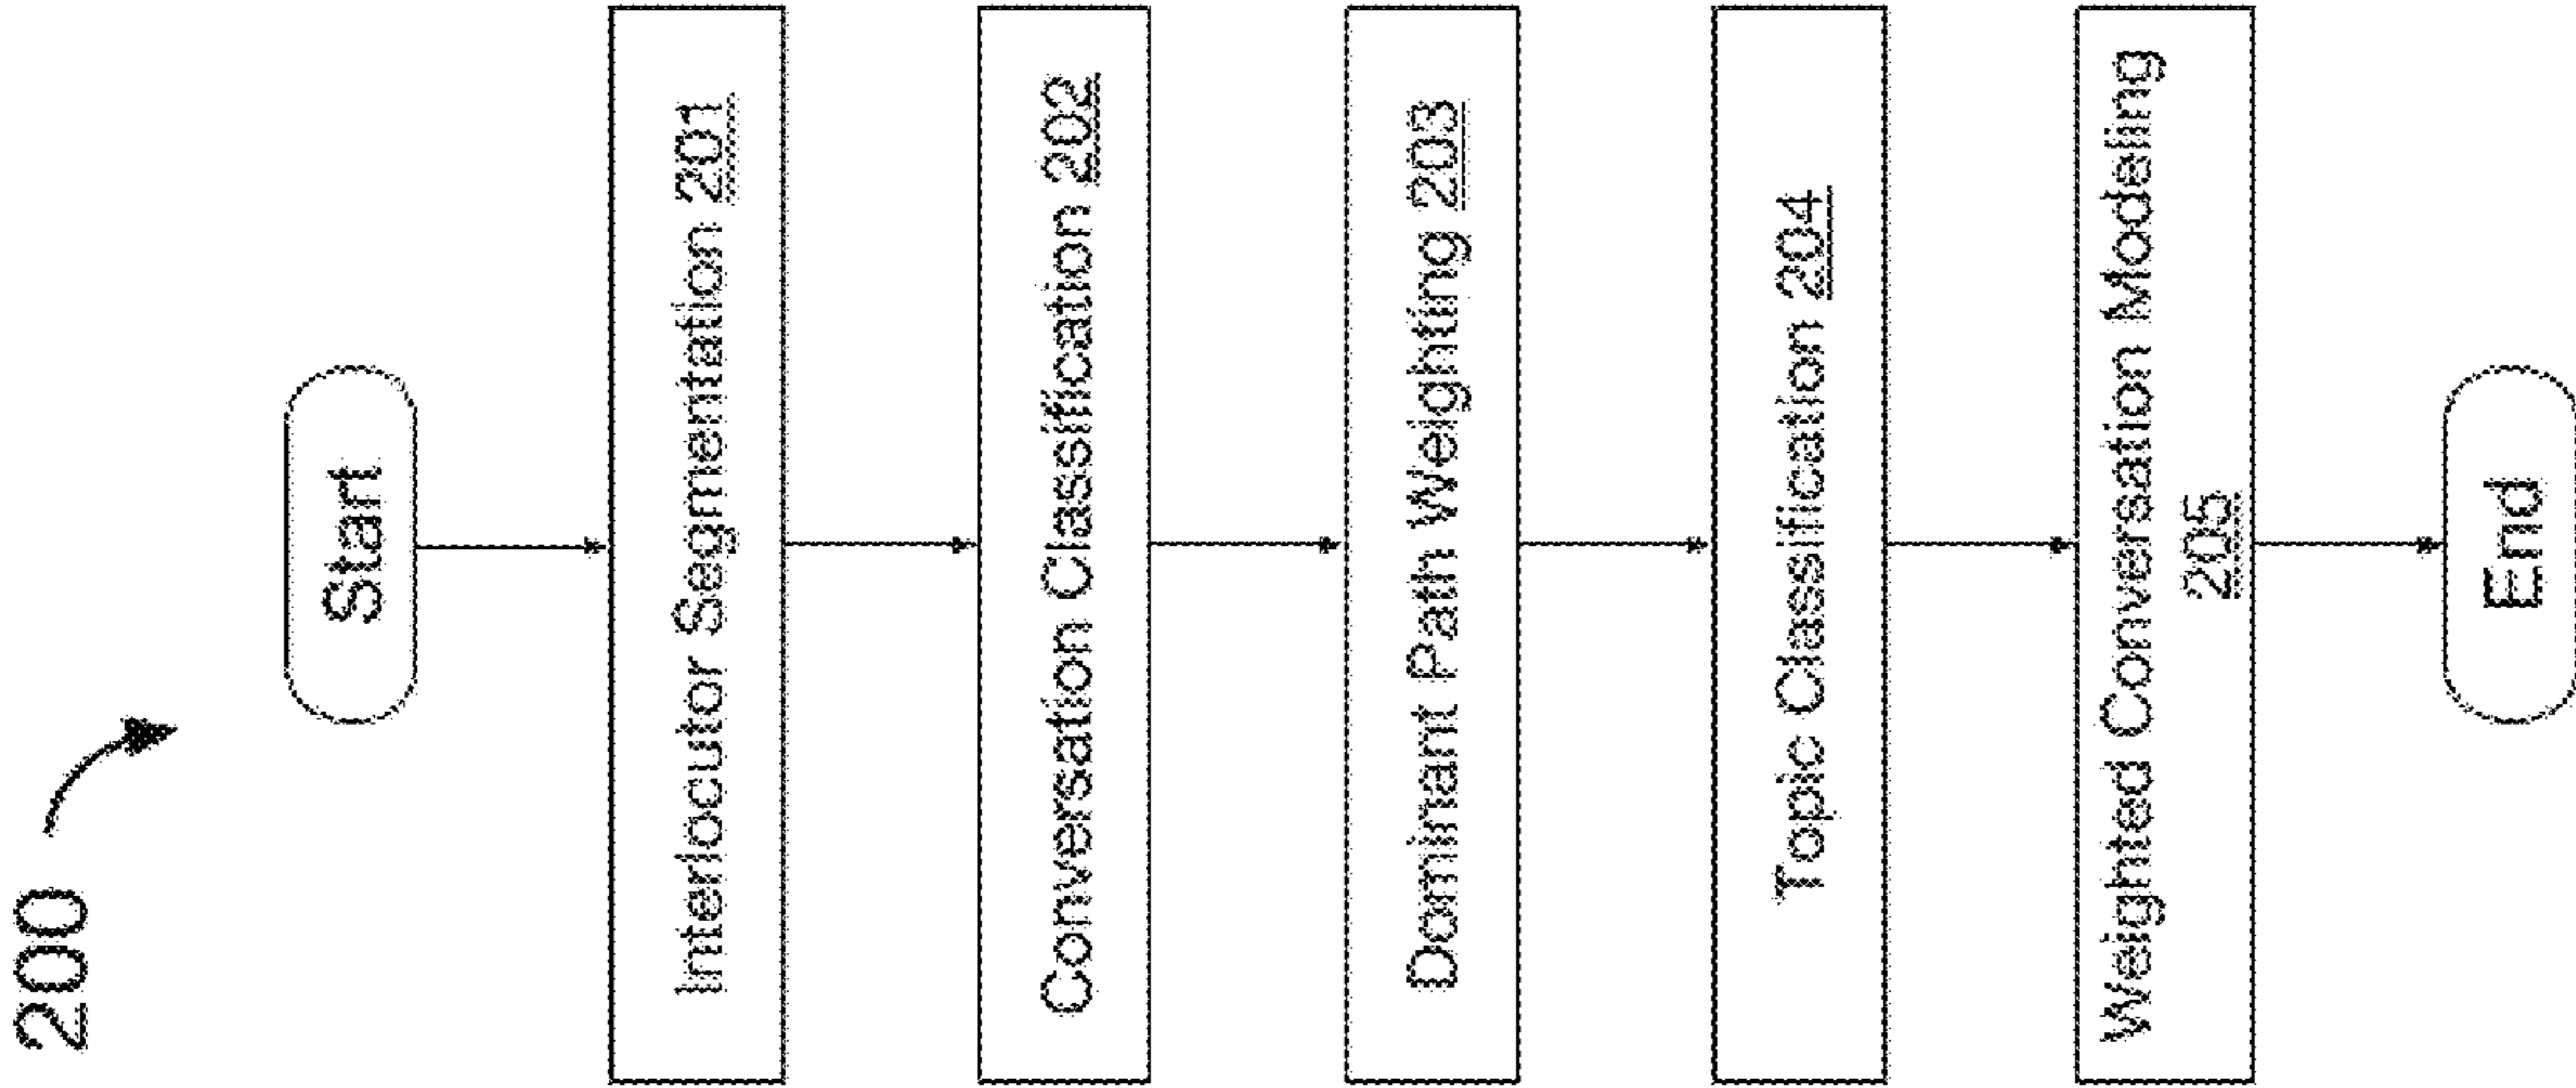 200
Start
Interlocutor Segmentation 201
Conversation Classification 202
Dominant Path Weighting 203
Topic Classification 204
Weighted Conversation Modeling
205
End